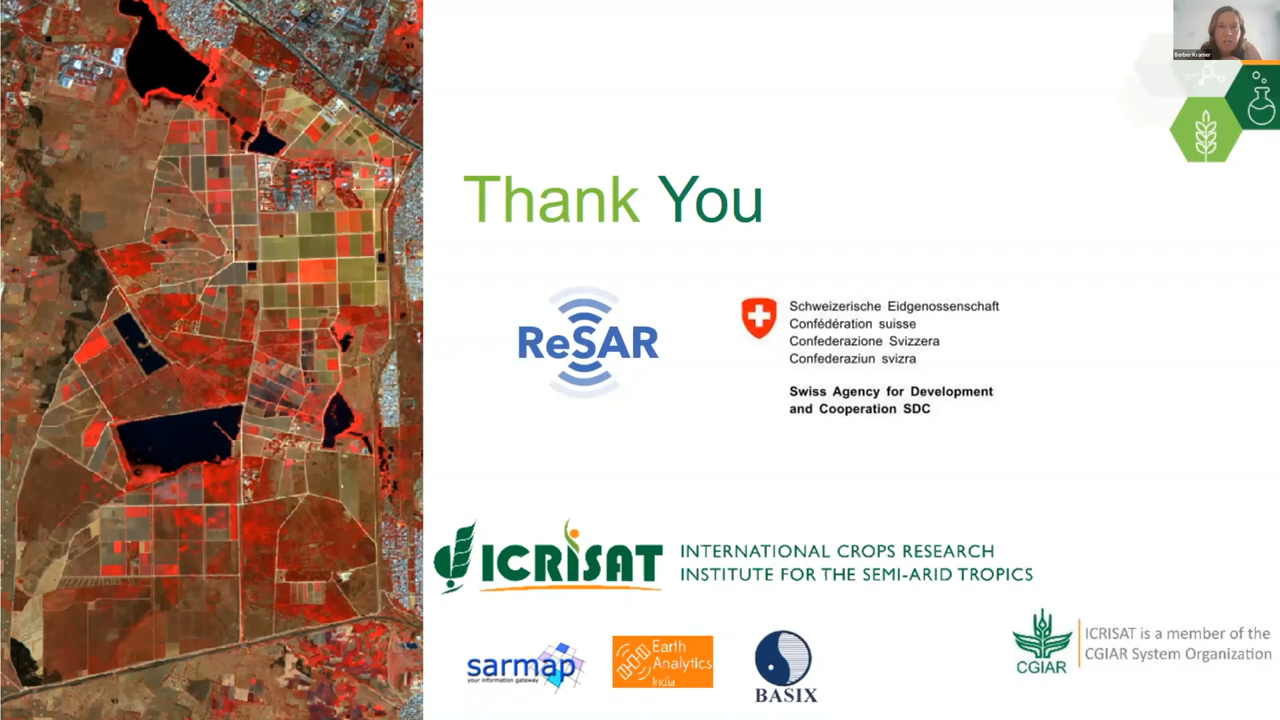 Berber Kramer
Thank You
ReSAR
Schweizerische Eidgenossenschaft
Confédération suisse
Confederazione Svizzera
Confederaziun svizra
Swiss Agency for Development
and Cooperation SDC
ICRISAT
INTERNATIONAL CROPS RESEARCH
INSTITUTE FOR THE SEMI-ARID TROPICS
sarmap
your information gateway
Earth
Analytics
India
BASIX
CGIAR
ICRISAT is a member of the
CGIAR System Organization